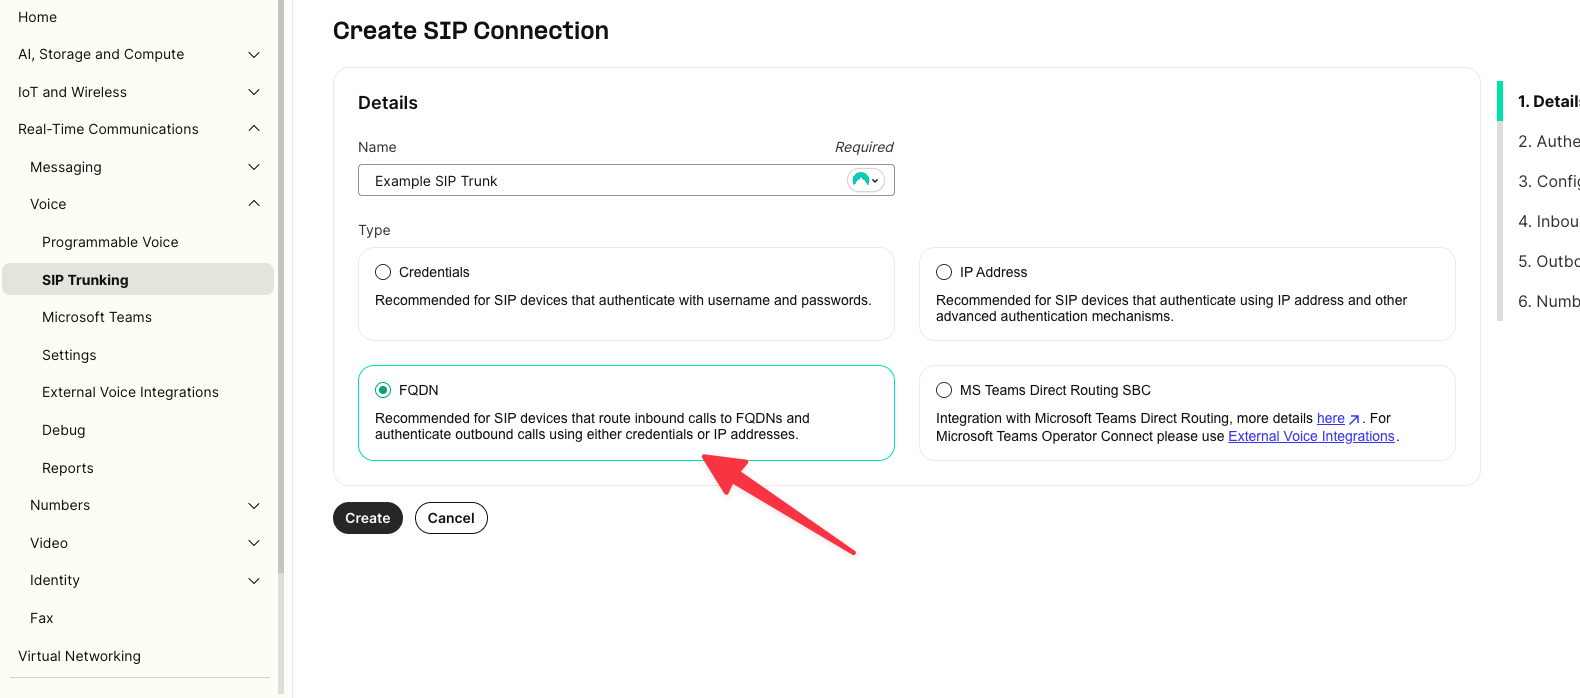 Home
AI, Storage and Compute
IoT and Wireless
Real-Time Communications
Messaging
Voice
Programmable Voice
SIP Trunking
Microsoft Teams
Settings
External Voice Integrations
Debug
Reports
Numbers
Video
Identity
Fax
Virtual Networking
Create SIP Connection
Details
Name
Required
Example SIP Trunk
Type
Credentials
Recommended for SIP devices that authenticate with username and passwords.
IP Address
Recommended for SIP devices that authenticate using IP address and other
advanced authentication mechanisms.
FQDN
Recommended for SIP devices that route inbound calls to FQDNs and
authenticate outbound calls using either credentials or IP addresses.
MS Teams Direct Routing SBC
Integration with Microsoft Teams Direct Routing, more details here. For
Microsoft Teams Operator Connect please use External Voice Integrations.
Create
Cancel
1. Detail
2. Authe
3. Config
4. Inbou
5. Outbo
6. Numb